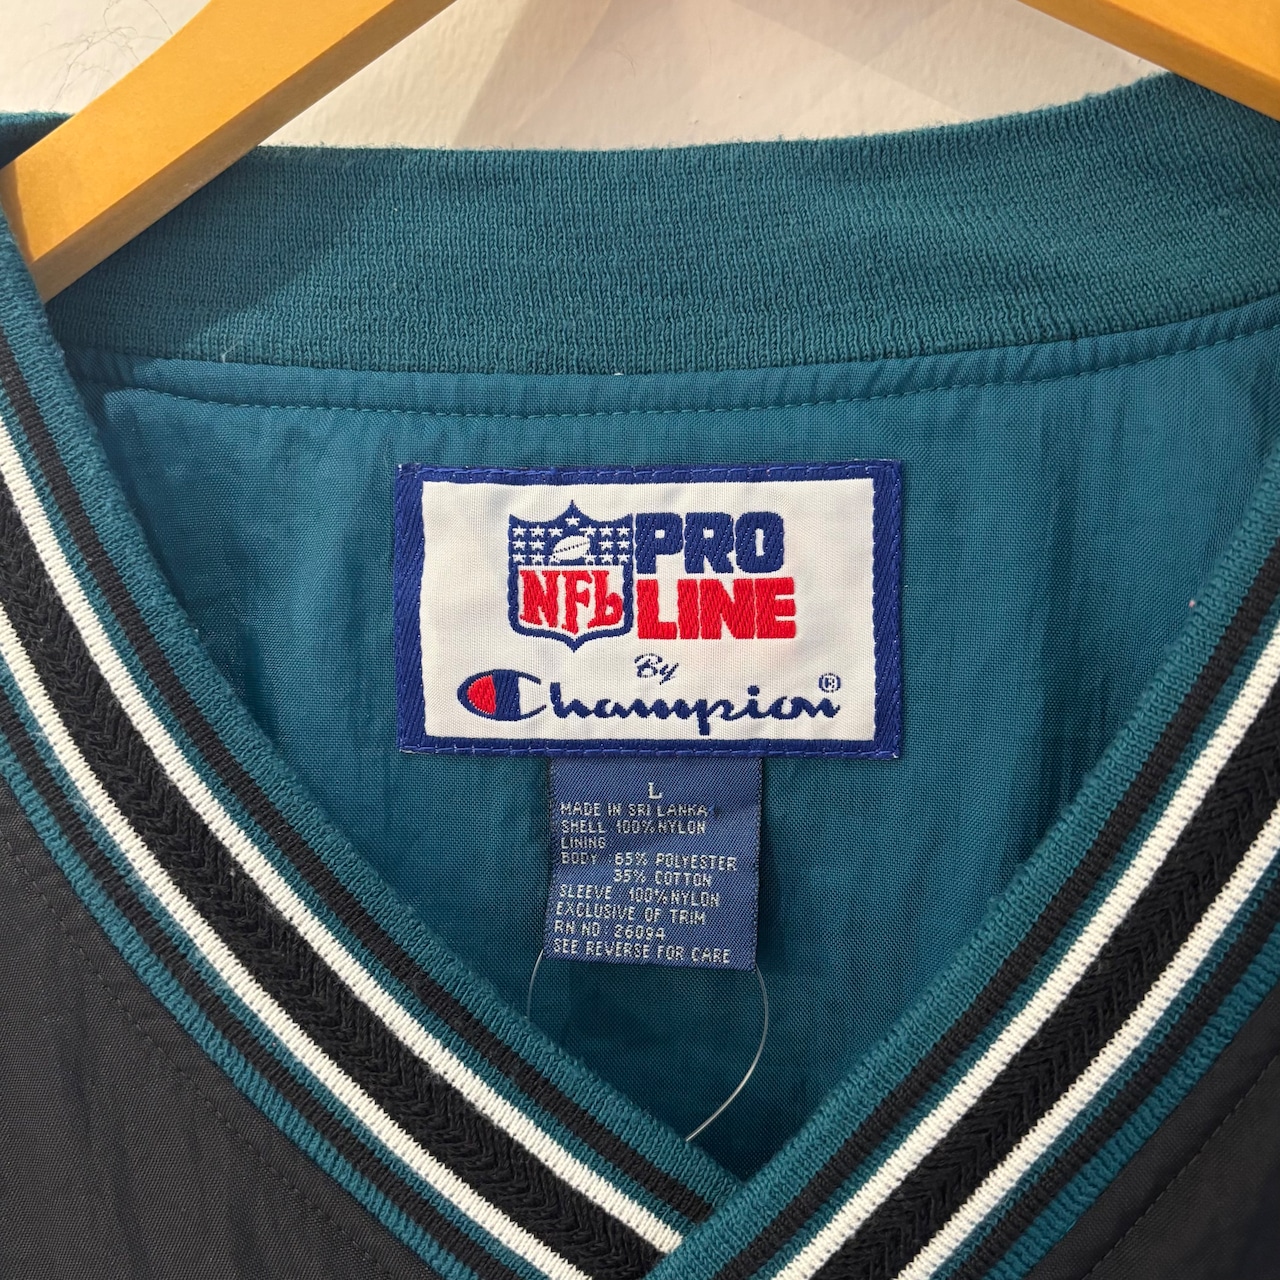 NFL PRO
LINE
By
Champion®
L
MADE IN SRI LANKA
SHELL 100% NYLON
LINING
BODY : 65% POLYESTER
35% COTTON
SLEEVE 100% NYLON
EXCLUSIVE OF TRIM
RN NO: 26094
SEE REVERSE FOR CARE